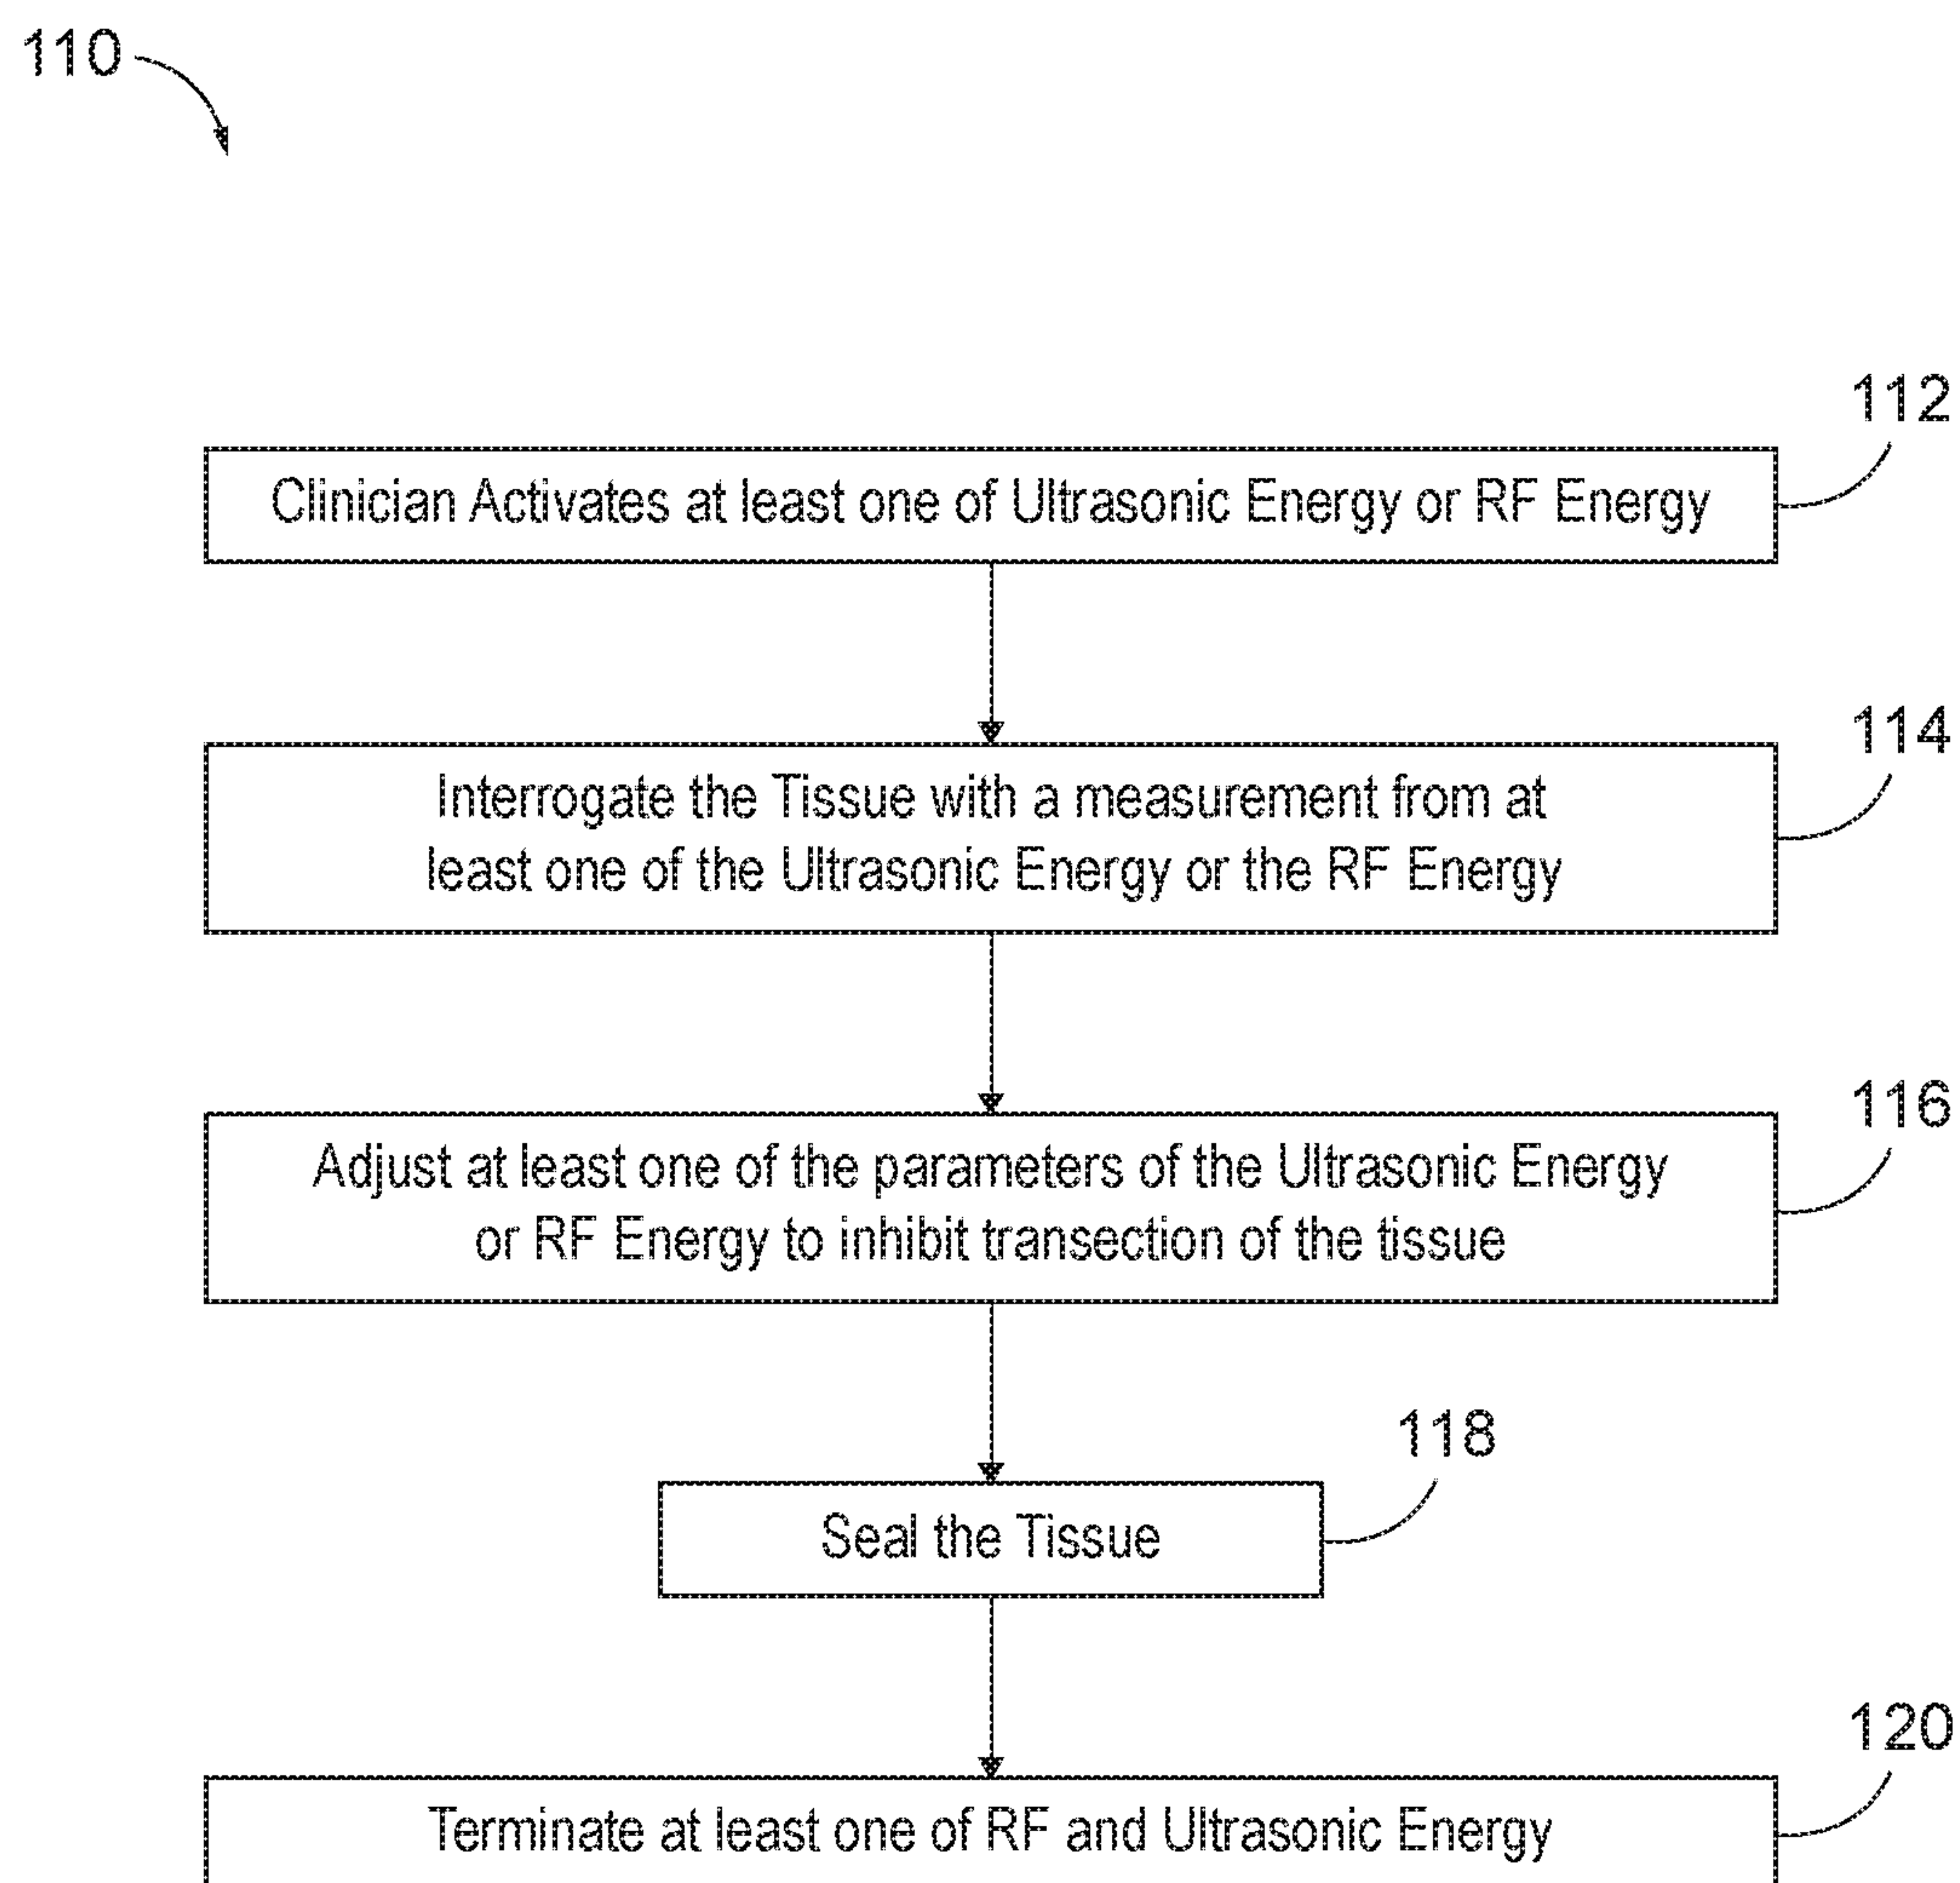 110
112
Clinician Activates at least one of Ultrasonic Energy or RF Energy
114
Interrogate the Tissue with a measurement from at
least one of the Ultrasonic Energy or the RF Energy
116
Adjust at least one of the parameters of the Ultrasonic Energy
or RF Energy to inhibit transection of the tissue
118
Seal the Tissue
120
Terminate at least one of RF and Ultrasonic Energy